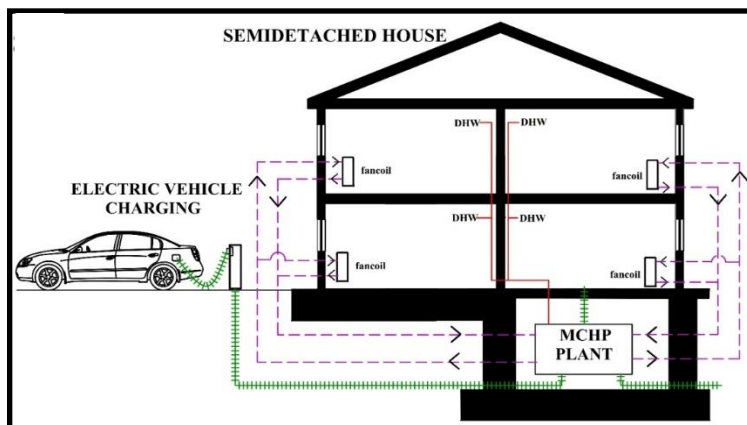 SEMIDETACHED HOUSE
DHW
DHW
fancoil
fancoil
ELECTRIC VEHICLE
CHARGING
DHW
DHW
fancoil
fancoil
MCHP
PLANT